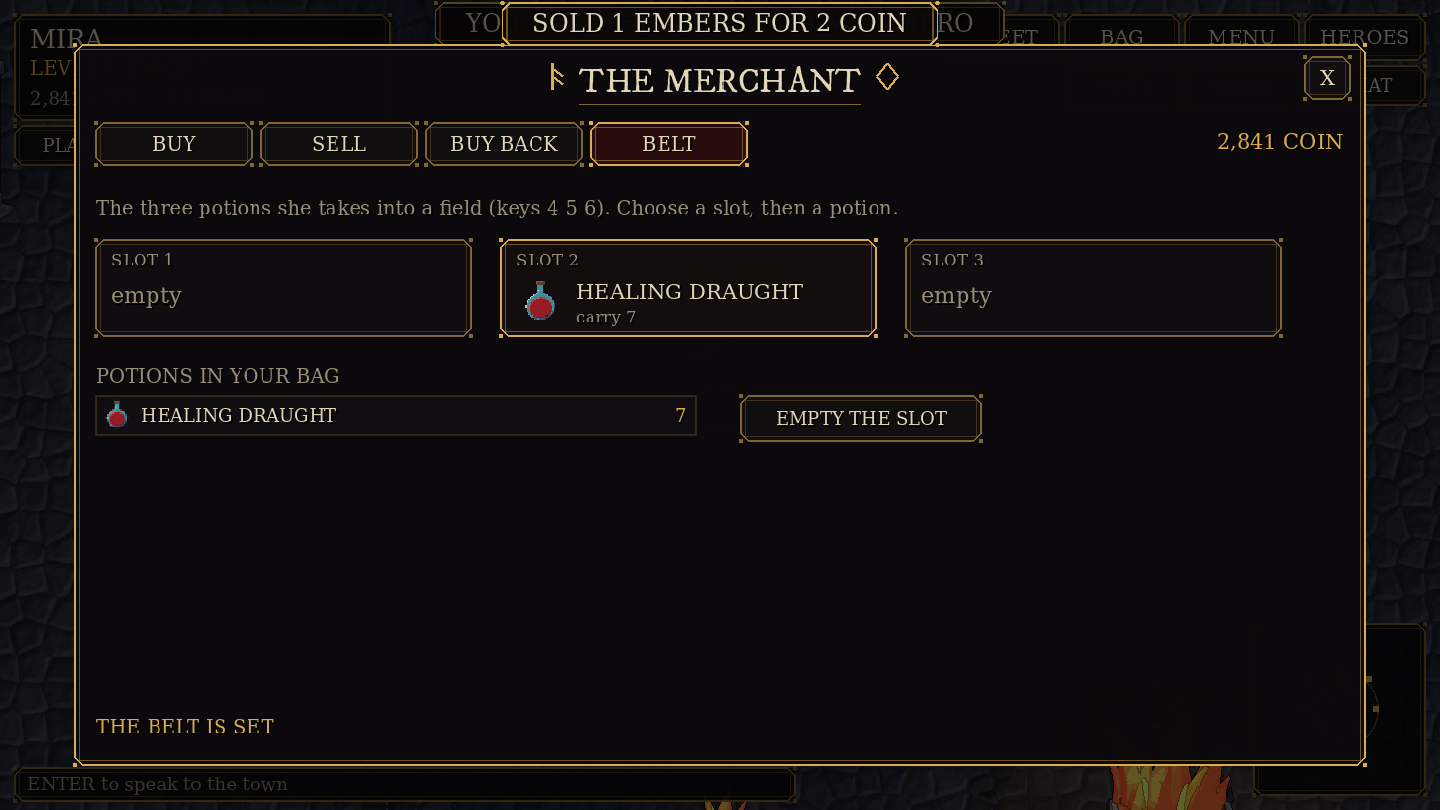 SOLD 1 EMBERS FOR 2 COIN
MIRA
BAG
MENU
HEROES
THE MERCHANT
X
BUY
SELL
BUY BACK
BELT
2,841 COIN
The three potions she takes into a field (keys 4 5 6). Choose a slot, then a potion.
SLOT 1
empty
SLOT 2
HEALING DRAUGHT
carry 7
SLOT 3
empty
POTIONS IN YOUR BAG
HEALING DRAUGHT 7
EMPTY THE SLOT
THE BELT IS SET
ENTER to speak to the town